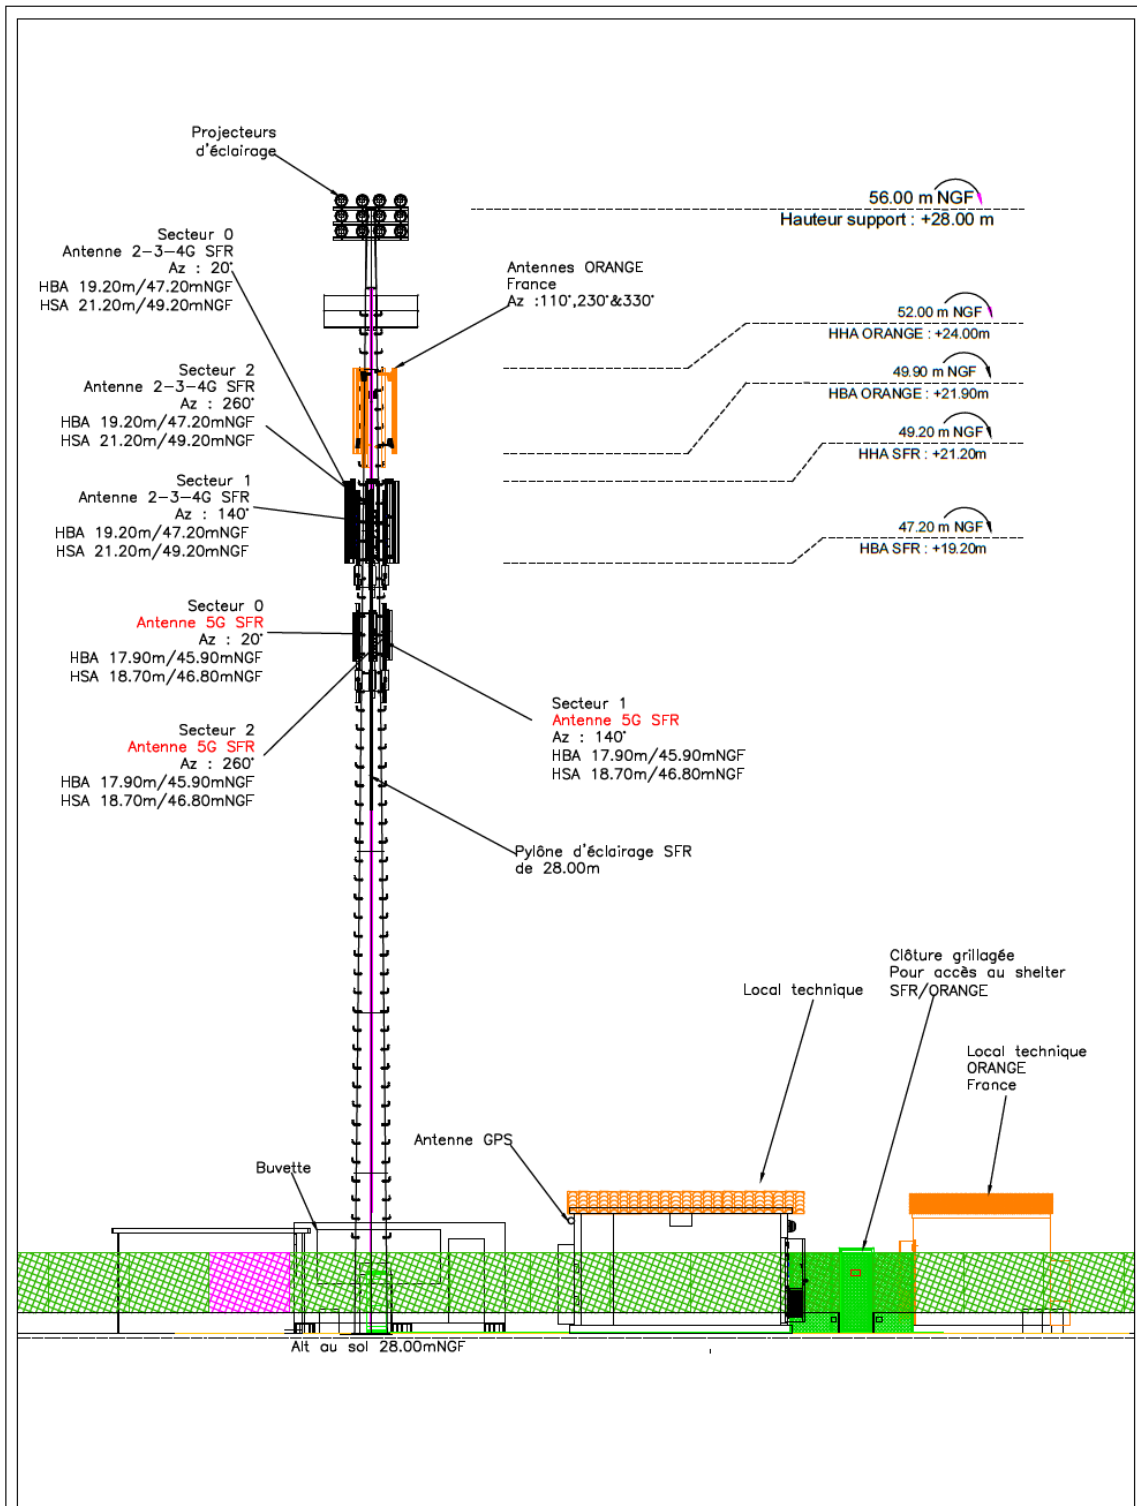 Projecteurs
d'éclairage
56.00 m NGF
Hauteur support : +28.00 m
Secteur 0
Antenne 2-3-4G SFR
Az : 20°
HBA 19.20m/47.20mNGF
HSA 21.20m/49.20mNGF
Antennes ORANGE
France
Az :110°,230°&330°
52.00 m NGF
HHA ORANGE : +24.00m
49.90 m NGF
HBA ORANGE : +21.90m
49.20 m NGF
HHA SFR : +21.20m
47.20 m NGF
HBA SFR : +19.20m
Secteur 2
Antenne 2-3-4G SFR
Az : 260°
HBA 19.20m/47.20mNGF
HSA 21.20m/49.20mNGF
Secteur 1
Antenne 2-3-4G SFR
Az : 140°
HBA 19.20m/47.20mNGF
HSA 21.20m/49.20mNGF
Secteur 0
Antenne 5G SFR
Az : 20°
HBA 17.90m/45.90mNGF
HSA 18.70m/46.80mNGF
Secteur 2
Antenne 5G SFR
Az : 260°
HBA 17.90m/45.90mNGF
HSA 18.70m/46.80mNGF
Secteur 1
Antenne 5G SFR
Az : 140°
HBA 17.90m/45.90mNGF
HSA 18.70m/46.80mNGF
Pylône d'éclairage SFR
de 28.00m
Clôture grillagée
Pour accès au shelter
SFR/ORANGE
Local technique
Local technique
ORANGE
France
Antenne GPS
Buvette
Alt au sol 28.00mNGF